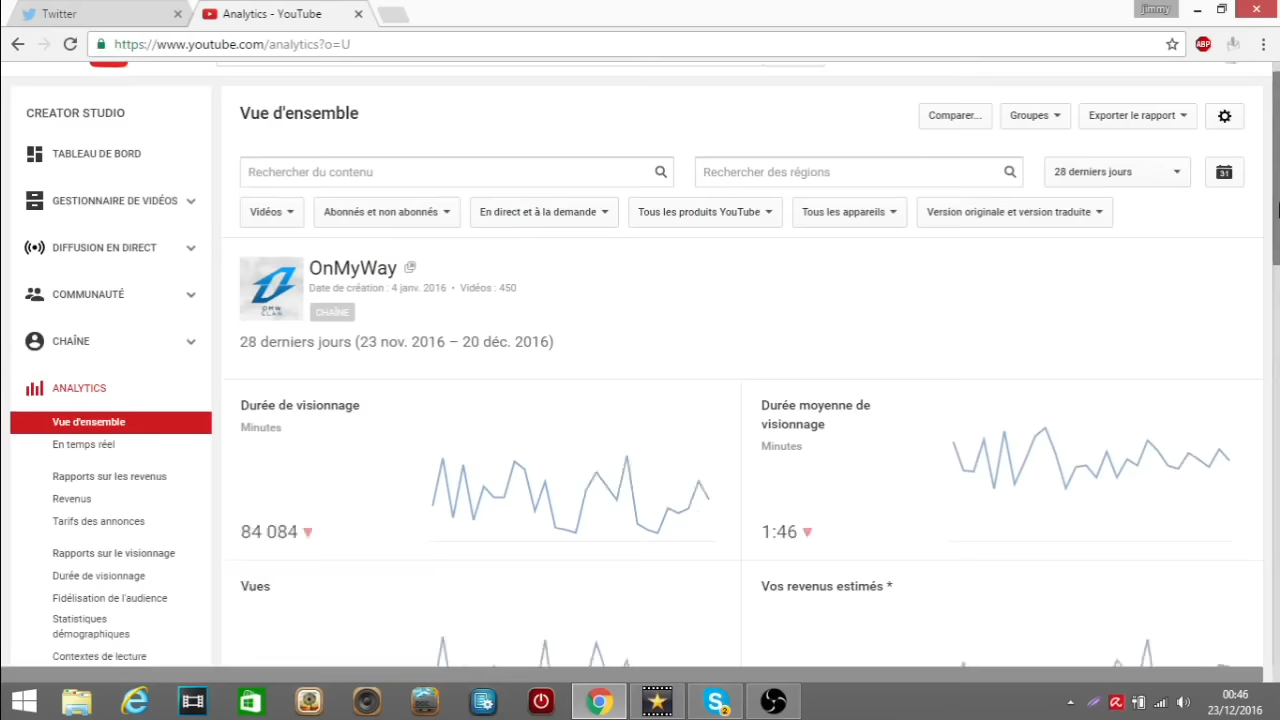 Twitter
Analytics - YouTube
jimmy
https://www.youtube.com/analytics?o=U
ABP
CREATOR STUDIO
TABLEAU DE BORD
GESTIONNAIRE DE VIDÉOS
DIFFUSION EN DIRECT
COMMUNAUTÉ
CHAÎNE
ANALYTICS
Vue d'ensemble
En temps réel
Rapports sur les revenus
Revenus
Tarifs des annonces
Rapports sur le visionnage
Durée de visionnage
Fidélisation de l'audience
Statistiques
démographiques
Contextes de lecture
Vue d'ensemble
Comparer... Groupes Exporter le rapport
Rechercher du contenu
Rechercher des régions
28 derniers jours
31
Vidéos Abonnés et non abonnés En direct et à la demande Tous les produits YouTube Tous les appareils Version originale et version traduite
OnMyWay
Date de création : 4 janv. 2016 • Vidéos : 450
CHAÎNE
OMW
CLAN
28 derniers jours (23 nov. 2016 – 20 déc. 2016)
Durée de visionnage
Minutes
84 084
Durée moyenne de
visionnage
Minutes
1:46
Vues
Vos revenus estimés *
2
00:46
23/12/2016